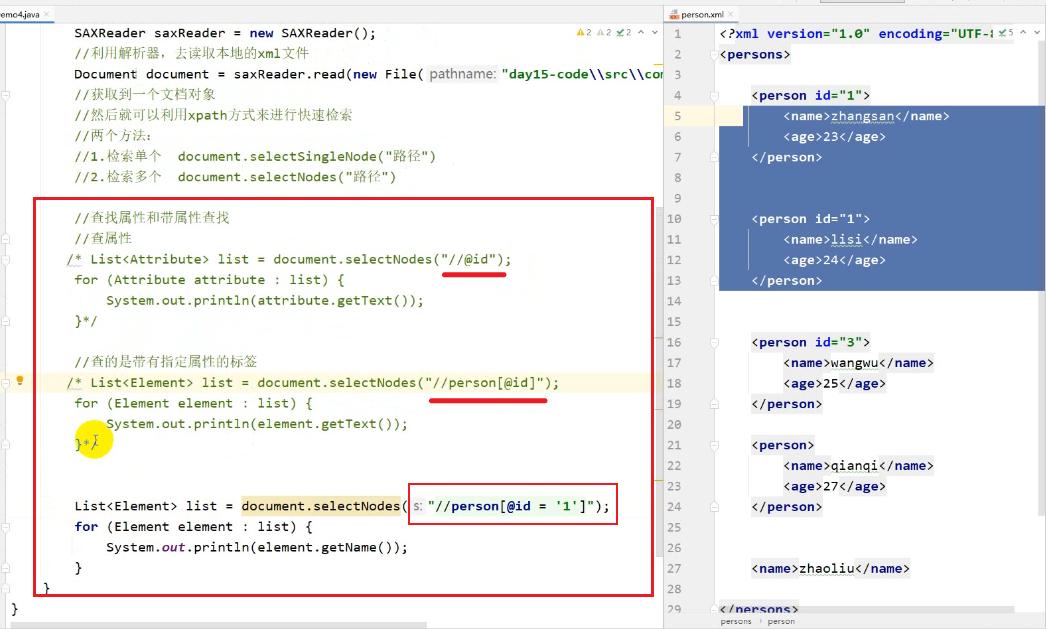 emo4.java
SAXReader saxReader = new SAXReader();
//利用解析器，去读取本地的xml文件
Document document = saxReader.read(new File( pathname: "day15-code\\src\\co
//获取到一个文档对象
//然后就可以利用xpath方式来进行快速检索
//两个方法：
//1.检索单个 document.selectSingleNode("路径")
//2.检索多个 document.selectNodes("路径")
//查找属性和带属性查找
//查属性
/* List<Attribute> list = document.selectNodes("//@id");
for (Attribute attribute : list) {
System.out.println(attribute.getText());
}*/
//查的是带有指定属性的标签
/* List<Element> list = document.selectNodes("//person[@id]");
for (Element element : list) {
System.out.println(element.getText());
}*/
List<Element> list = document.selectNodes( s: "//person[@id = '1']");
for (Element element : list) {
System.out.println(element.getName());
}
}
}
2 2 2
person.xml
1 <?xml version="1.0" encoding="UTF-8
5
2 <persons>
3
4 <person id="1">
5 <name>zhangsan</name>
6 <age>23</age>
7 </person>
8
9
10 <person id="1">
11 <name>lisi</name>
12 <age>24</age>
13 </person>
14
15
16 <person id="3">
17 <name>wangwu</name>
18 <age>25</age>
19 </person>
20
21 <person>
22 <name>qianqi</name>
23 <age>27</age>
24 </person>
25
26
27 <name>zhaoliu</name>
28
29 </persons>
persons › person